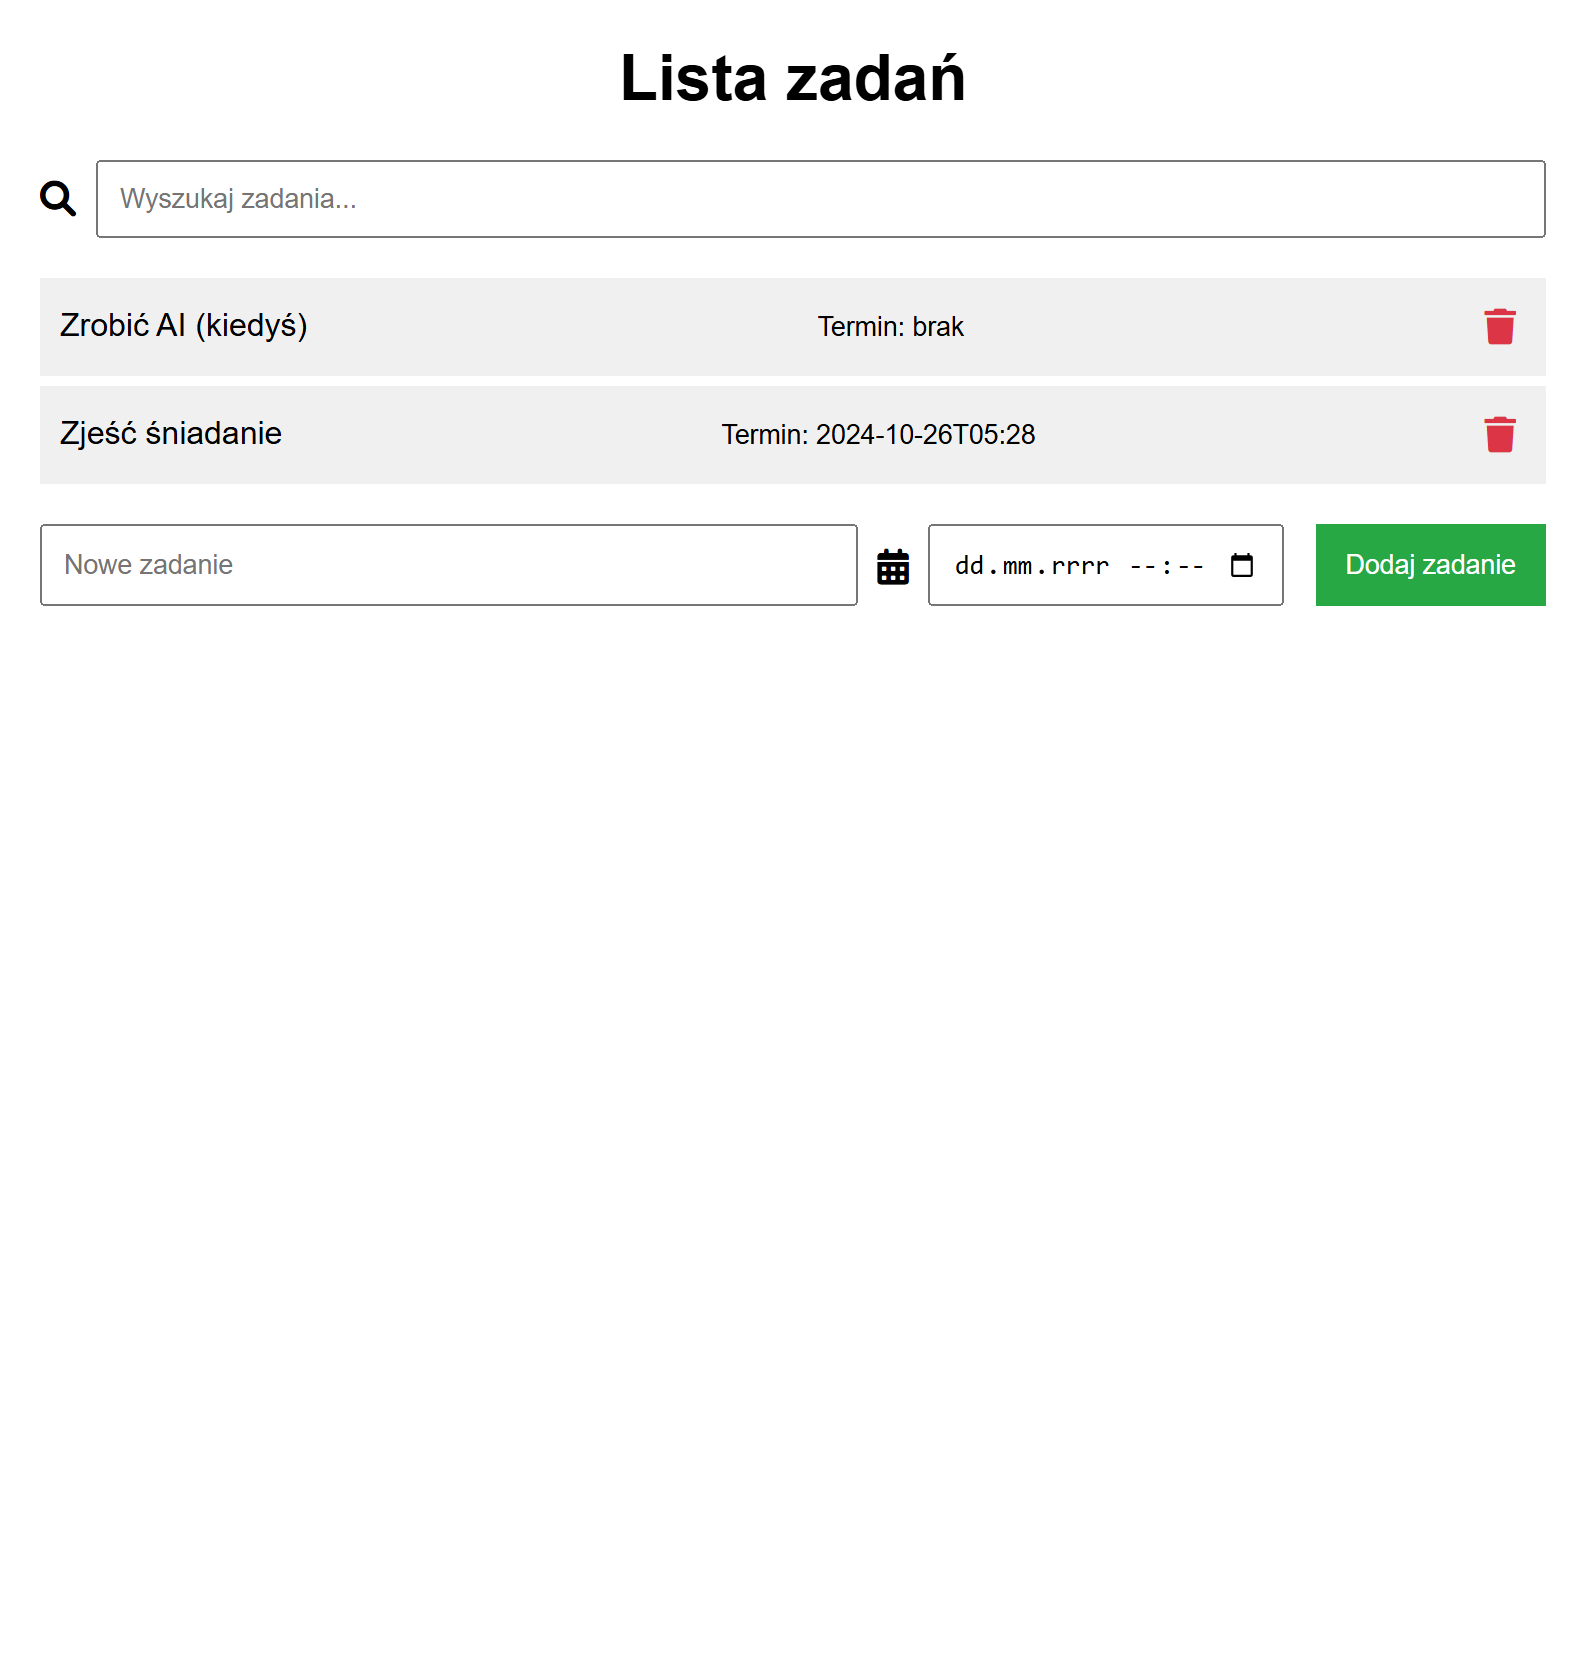 Lista zadań
Wyszukaj zadania...
Zrobić AI (kiedyś) Termin: brak
Zjeść śniadanie Termin: 2024-10-26T05:28
Nowe zadanie dd.mm.rrrr --:-- Dodaj zadanie